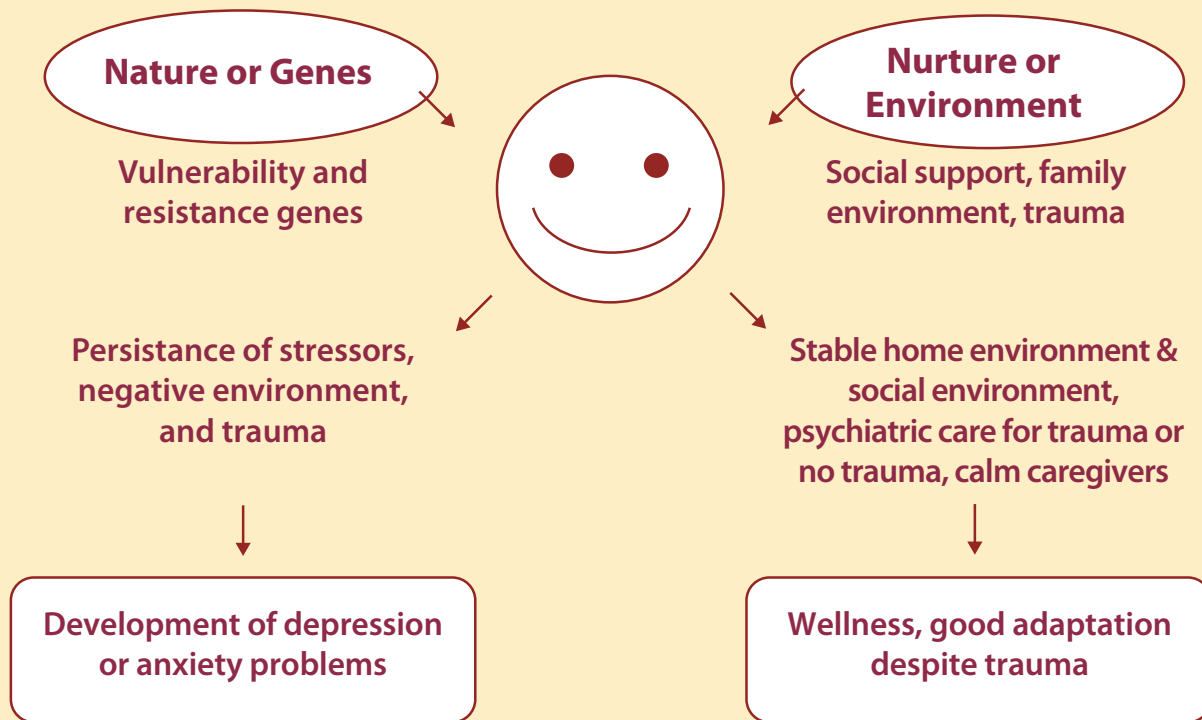 Nature or Genes
Vulnerability and
resistance genes
Nurture or
Environment
Social support, family
environment, trauma
Persistance of stressors,
negative environment,
and trauma
Stable home environment &
social environment,
psychiatric care for trauma or
no trauma, calm caregivers
Development of depression
or anxiety problems
Wellness, good adaptation
despite trauma